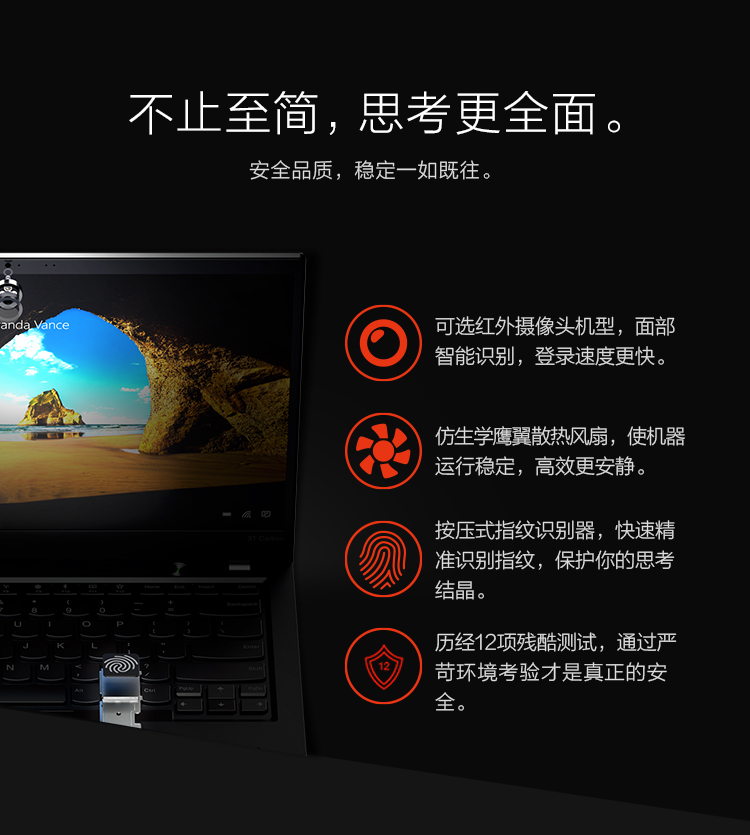 不止至简，思考更全面。
安全品质，稳定一如既往。
anda Vance
可选红外摄像头机型，面部
智能识别，登录速度更快。
仿生学鹰翼散热风扇，使机器
运行稳定，高效更安静。
按压式指纹识别器，快速精
准识别指纹，保护你的思考
结晶。
12
历经12项残酷测试，通过严
苛环境考验才是真正的安
全。
U I O P
J K L
N M
Alt
Ctrl